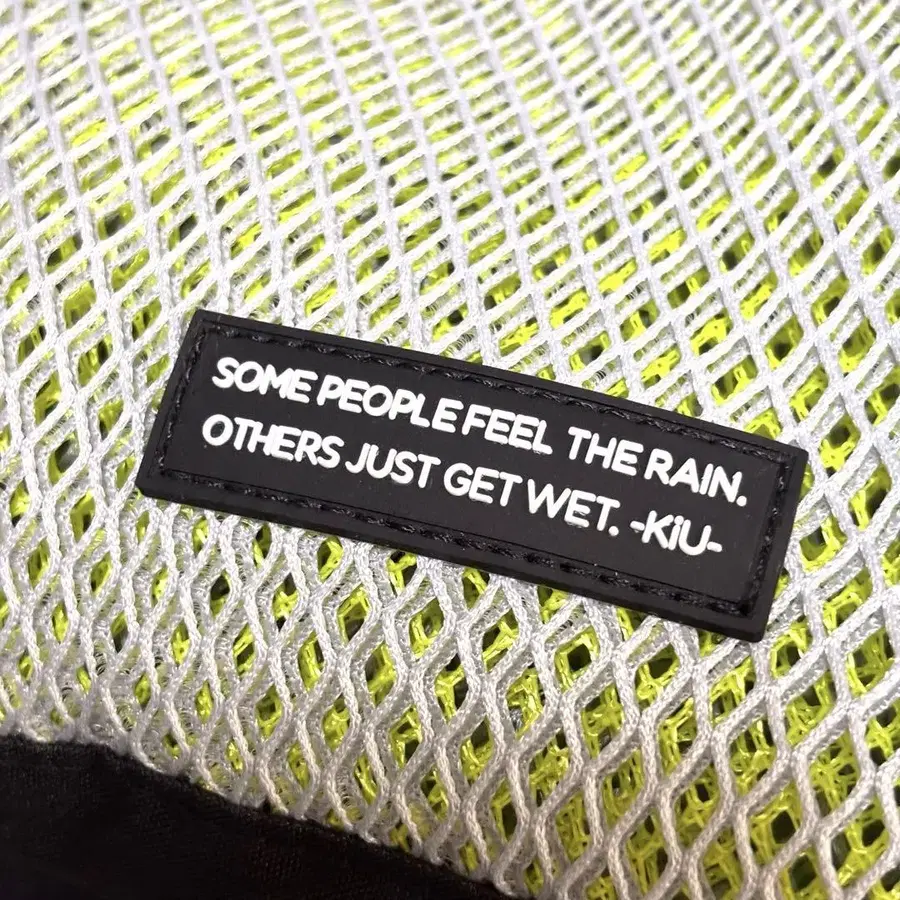 SOME PEOPLE FEEL THE RAIN.
OTHERS JUST GET WET. -KiU-